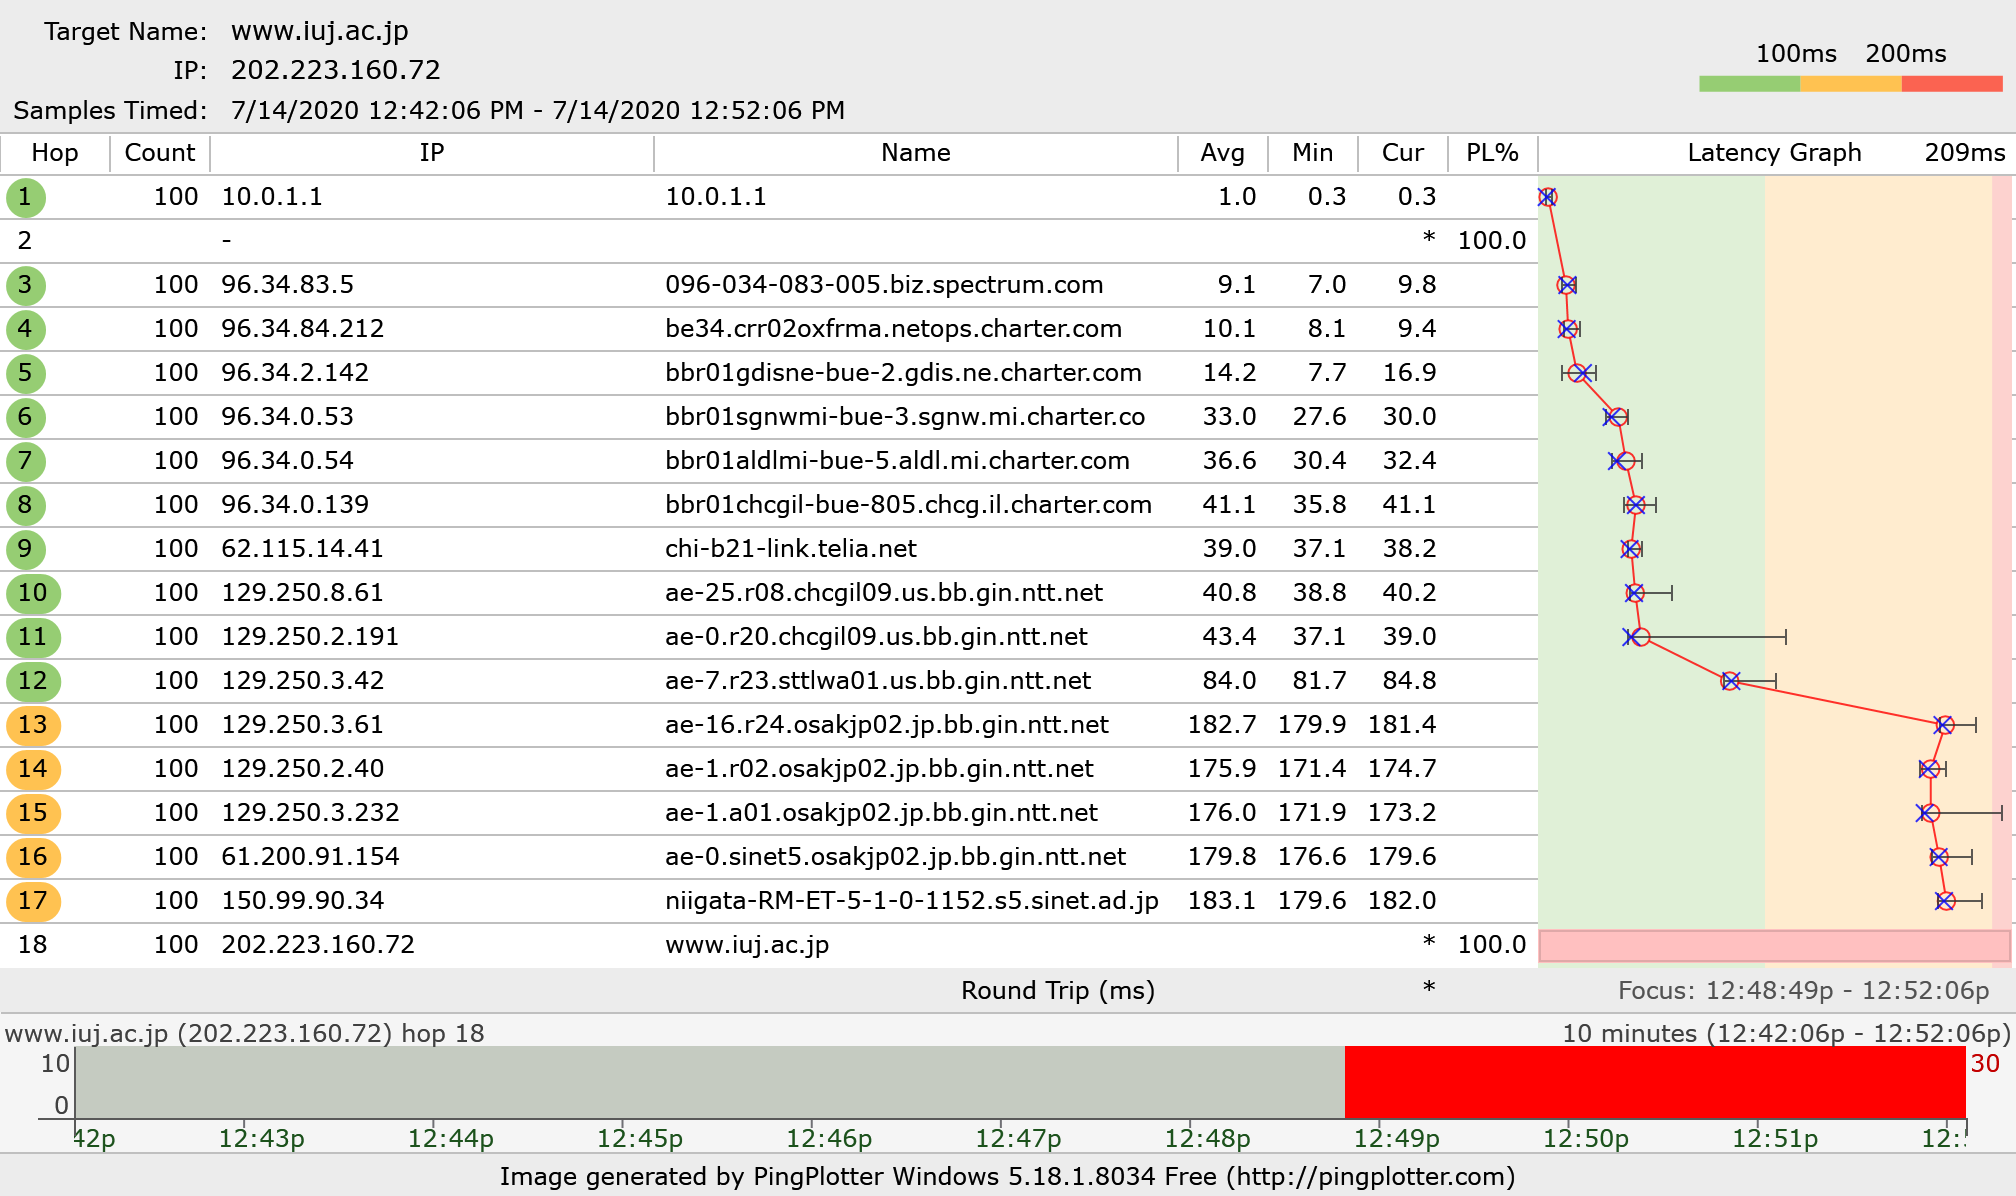 Target Name: www.iuj.ac.jp
IP: 202.223.160.72
Samples Timed: 7/14/2020 12:42:06 PM - 7/14/2020 12:52:06 PM
100ms 200ms
Hop Count IP Name Avg Min Cur PL% Latency Graph 209ms
1 100 10.0.1.1 10.0.1.1 1.0 0.3 0.3
2 - * 100.0
3 100 96.34.83.5 096-034-083-005.biz.spectrum.com 9.1 7.0 9.8
4 100 96.34.84.212 be34.crr02oxfrma.netops.charter.com 10.1 8.1 9.4
5 100 96.34.2.142 bbr01gdisne-bue-2.gdis.ne.charter.com 14.2 7.7 16.9
6 100 96.34.0.53 bbr01sgnwmi-bue-3.sgnw.mi.charter.co 33.0 27.6 30.0
7 100 96.34.0.54 bbr01aldlmi-bue-5.aldl.mi.charter.com 36.6 30.4 32.4
8 100 96.34.0.139 bbr01chcgil-bue-805.chcg.il.charter.com 41.1 35.8 41.1
9 100 62.115.14.41 chi-b21-link.telia.net 39.0 37.1 38.2
10 100 129.250.8.61 ae-25.r08.chcgil09.us.bb.gin.ntt.net 40.8 38.8 40.2
11 100 129.250.2.191 ae-0.r20.chcgil09.us.bb.gin.ntt.net 43.4 37.1 39.0
12 100 129.250.3.42 ae-7.r23.sttlwa01.us.bb.gin.ntt.net 84.0 81.7 84.8
13 100 129.250.3.61 ae-16.r24.osakjp02.jp.bb.gin.ntt.net 182.7 179.9 181.4
14 100 129.250.2.40 ae-1.r02.osakjp02.jp.bb.gin.ntt.net 175.9 171.4 174.7
15 100 129.250.3.232 ae-1.a01.osakjp02.jp.bb.gin.ntt.net 176.0 171.9 173.2
16 100 61.200.91.154 ae-0.sinet5.osakjp02.jp.bb.gin.ntt.net 179.8 176.6 179.6
17 100 150.99.90.34 niigata-RM-ET-5-1-0-1152.s5.sinet.ad.jp 183.1 179.6 182.0
18 100 202.223.160.72 www.iuj.ac.jp * 100.0
Round Trip (ms) * Focus: 12:48:49p - 12:52:06p
www.iuj.ac.jp (202.223.160.72) hop 18 10 minutes (12:42:06p - 12:52:06p)
10 30
0
42p 12:43p 12:44p 12:45p 12:46p 12:47p 12:48p 12:49p 12:50p 12:51p 12:
Image generated by PingPlotter Windows 5.18.1.8034 Free (http://pingplotter.com)